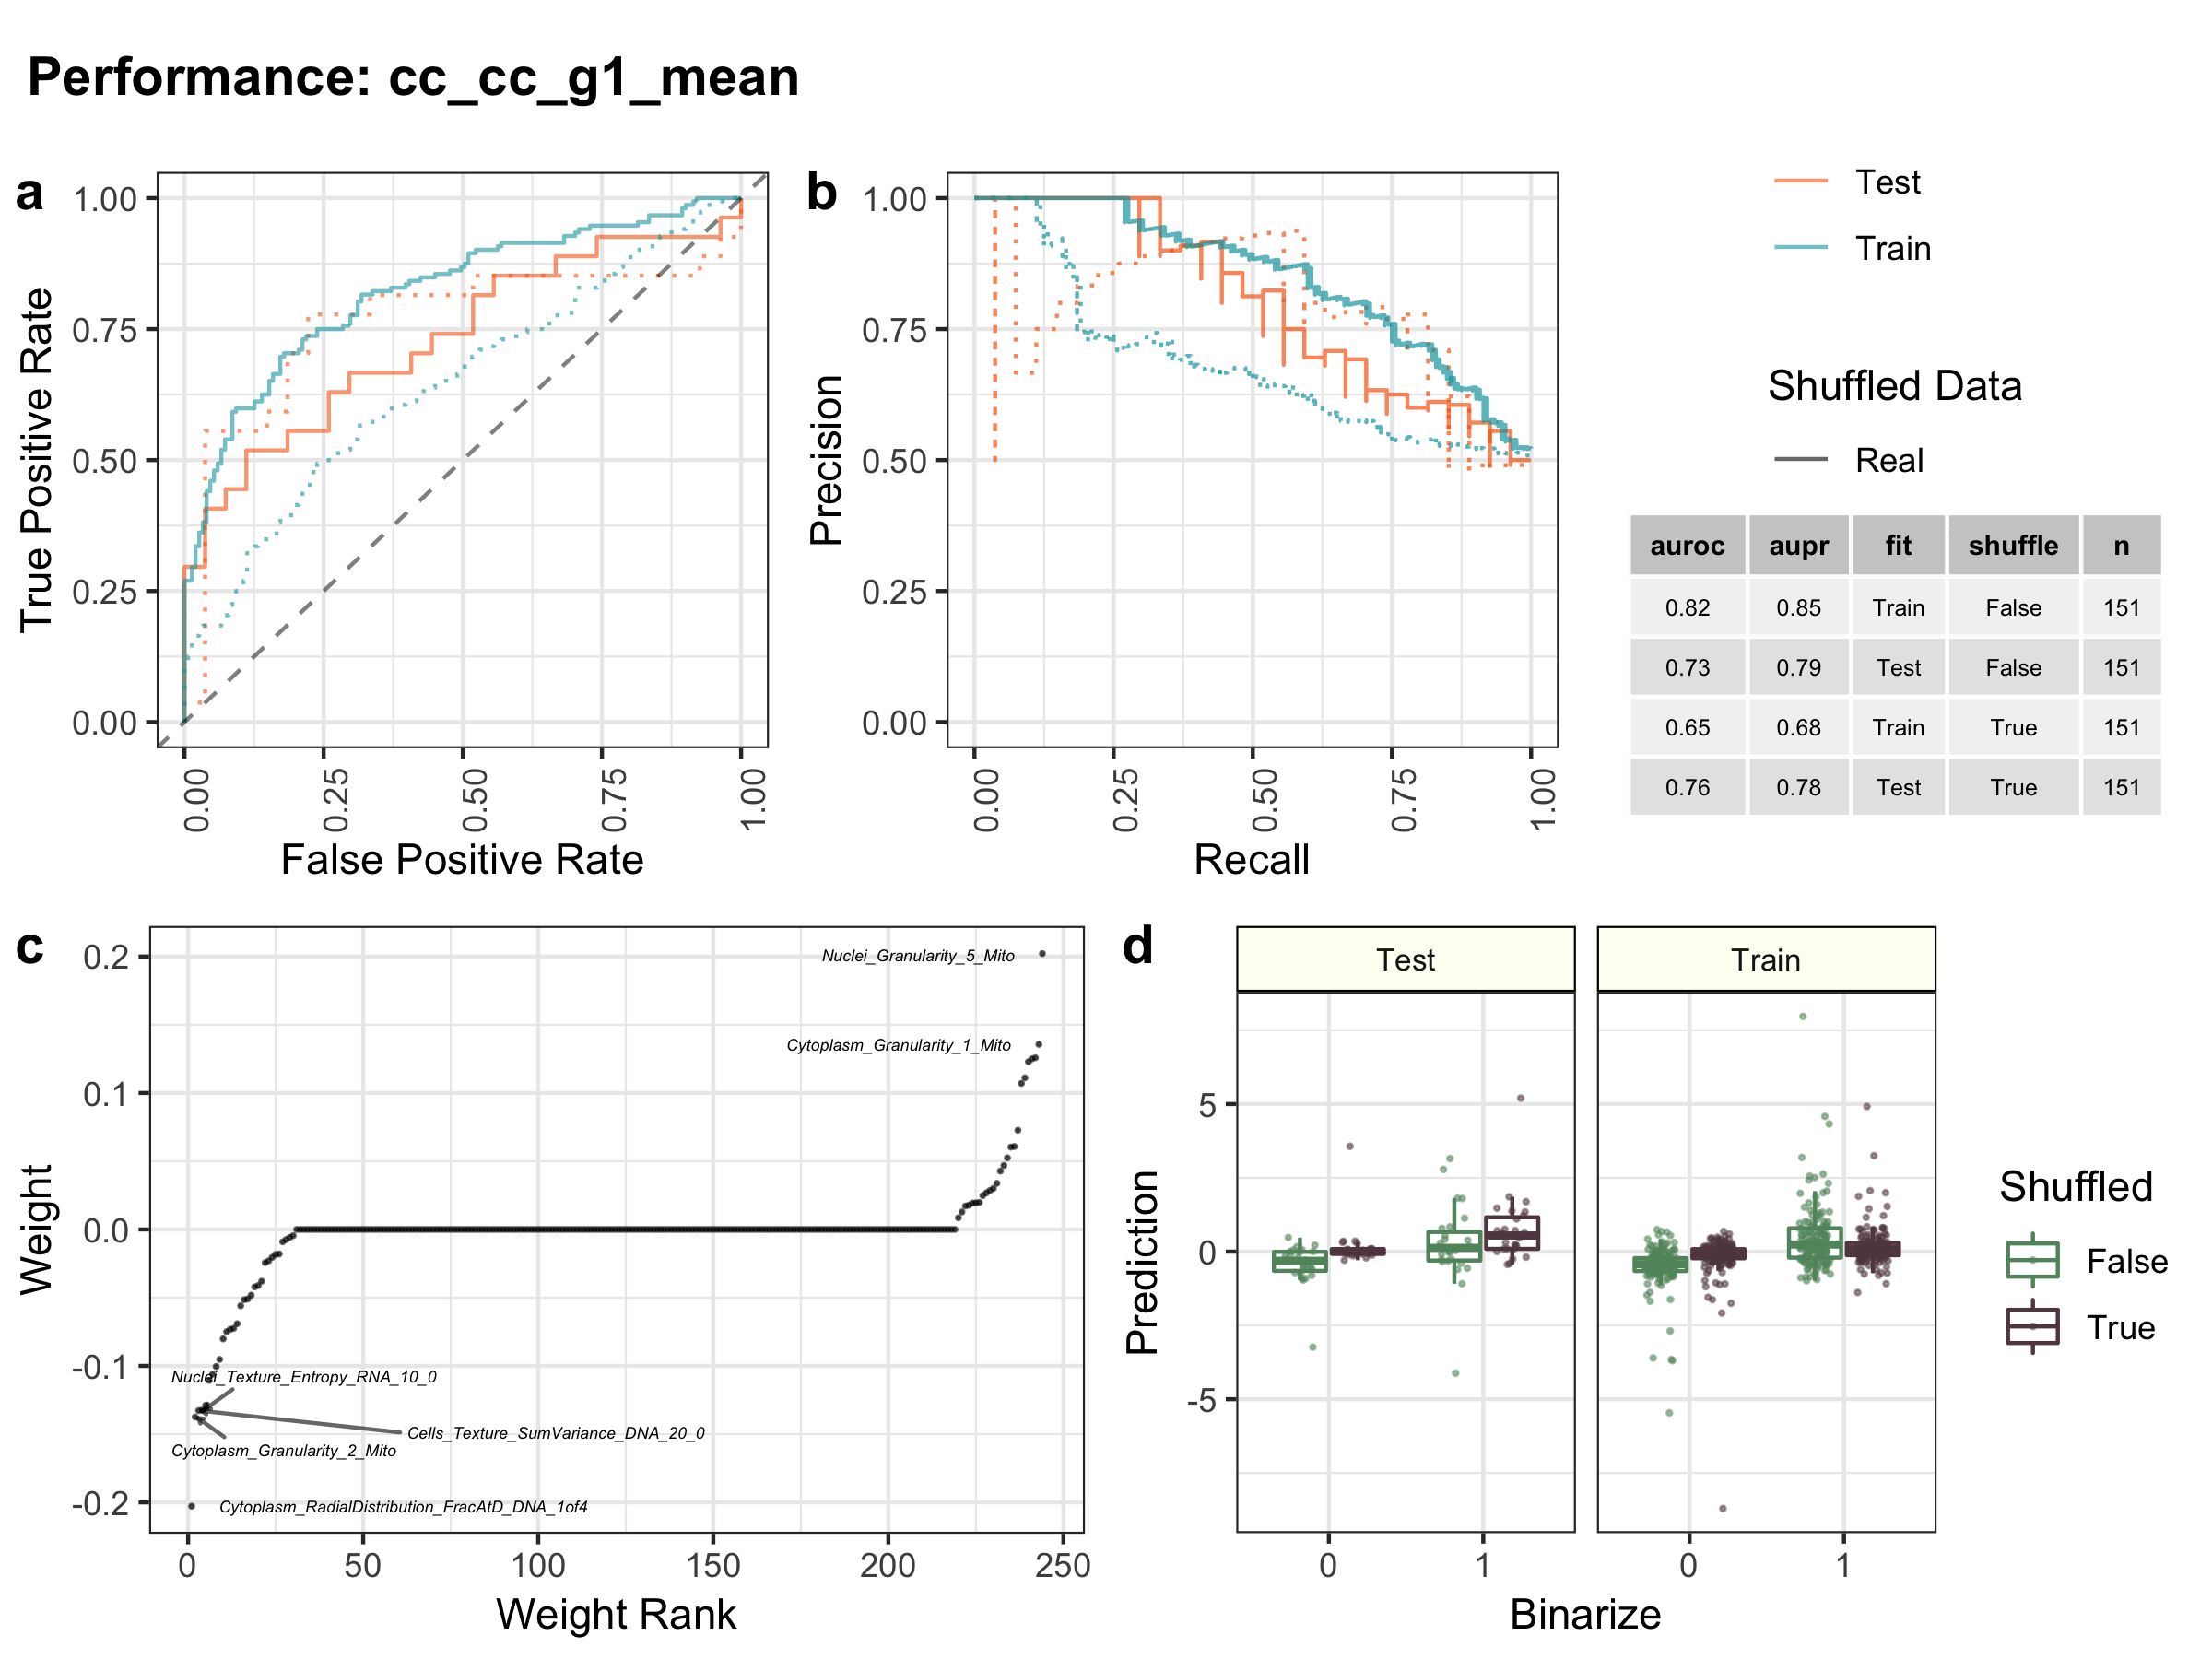 Performance: cc_cc_g1_mean
a
True Positive Rate
1.00
0.75
0.50
0.25
0.00
0.00 0.25 0.50 0.75 1.00
False Positive Rate
b
Precision
1.00
0.75
0.50
0.25
0.00
0.00 0.25 0.50 0.75 1.00
Recall
Test
Train
Shuffled Data
Real
auroc aupr fit shuffle n
0.82 0.85 Train False 151
0.73 0.79 Test False 151
0.65 0.68 Train True 151
0.76 0.78 Test True 151
c
Weight
0.2
0.1
0.0
-0.1
-0.2
Nuclei_Granularity_5_Mito
Cytoplasm_Granularity_1_Mito
Nuclei_Texture_Entropy_RNA_10_0
Cells_Texture_SumVariance_DNA_20_0
Cytoplasm_Granularity_2_Mito
Cytoplasm_RadialDistribution_FracAtD_DNA_1of4
0 50 100 150 200 250
Weight Rank
d
Test Train
Prediction
5
0
-5
0 1 0 1
Binarize
Shuffled
False
True